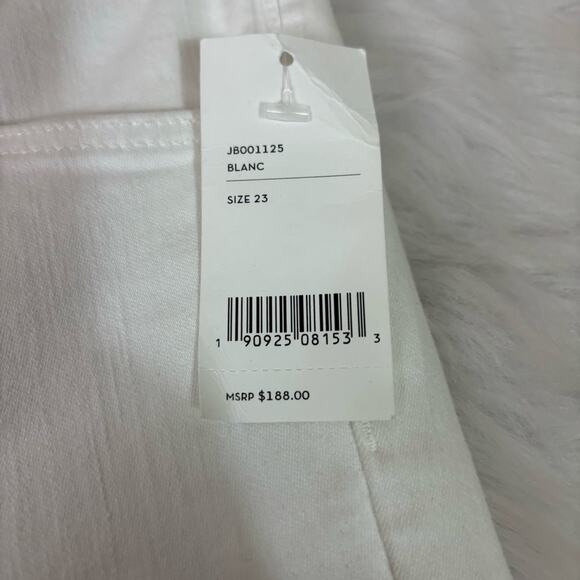 JB001125
BLANC
SIZE 23
1 90925 08153 3
MSRP $188.00